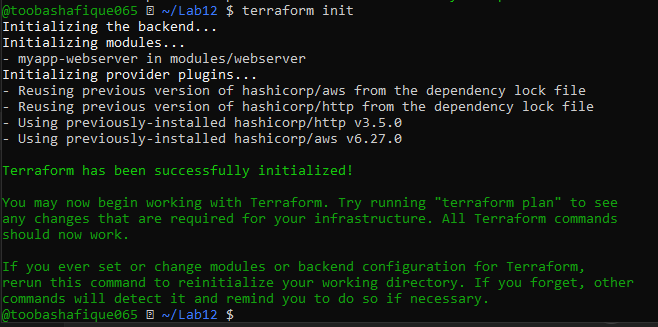 @toobashafique065 ~/Lab12 $ terraform init
Initializing the backend...
Initializing modules...
- myapp-webserver in modules/webserver
Initializing provider plugins...
- Reusing previous version of hashicorp/aws from the dependency lock file
- Reusing previous version of hashicorp/http from the dependency lock file
- Using previously-installed hashicorp/http v3.5.0
- Using previously-installed hashicorp/aws v6.27.0
Terraform has been successfully initialized!
You may now begin working with Terraform. Try running "terraform plan" to see
any changes that are required for your infrastructure. All Terraform commands
should now work.
If you ever set or change modules or backend configuration for Terraform,
rerun this command to reinitialize your working directory. If you forget, other
commands will detect it and remind you to do so if necessary.
@toobashafique065 ~/Lab12 $